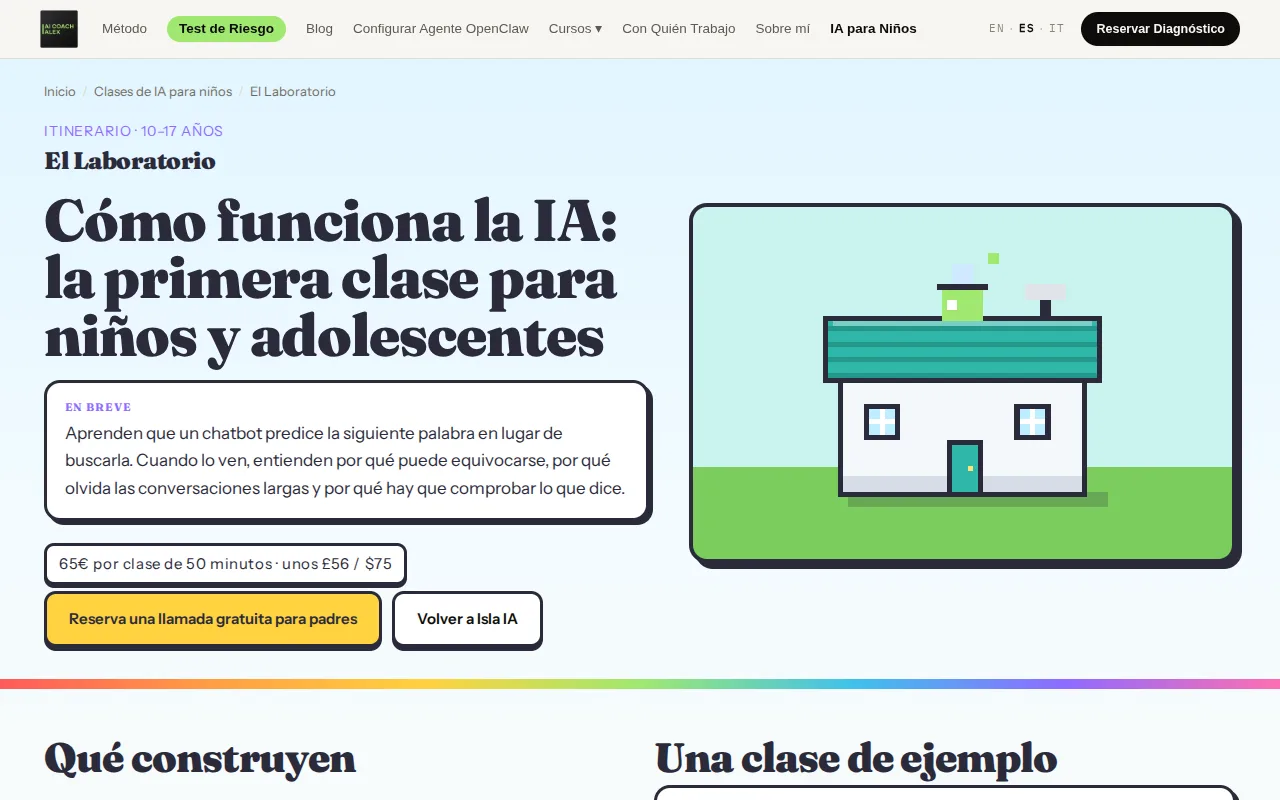 AI COACH
ALEX
Método
Test de Riesgo
Blog
Configurar Agente OpenClaw
Cursos ▾
Con Quién Trabajo
Sobre mí
IA para Niños
EN · ES · IT
Reservar Diagnóstico
Inicio / Clases de IA para niños / El Laboratorio
ITINERARIO · 10–17 AÑOS
El Laboratorio
Cómo funciona la IA:
la primera clase para
niños y adolescentes
EN BREVE
Aprenden que un chatbot predice la siguiente palabra en lugar de
buscarla. Cuando lo ven, entienden por qué puede equivocarse, por qué
olvida las conversaciones largas y por qué hay que comprobar lo que dice.
65€ por clase de 50 minutos · unos £56 / $75
Reserva una llamada gratuita para padres
Volver a Isla IA
Qué construyen
Una clase de ejemplo